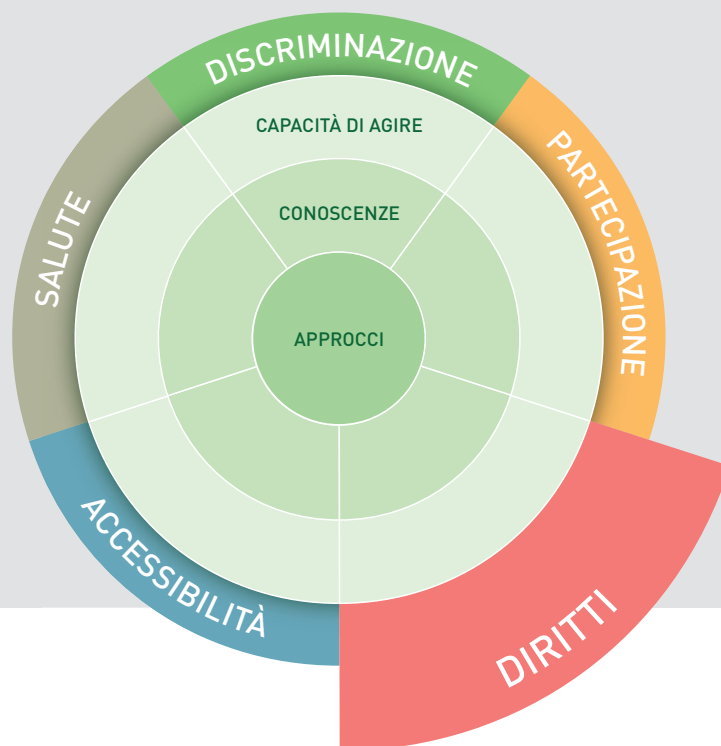 DISCRIMINAZIONE
CAPACITÀ DI AGIRE
PARTECIPAZIONE
SALUTE
CONOSCENZE
APPROCCI
ACCESSIBILITÀ
DIRITTI